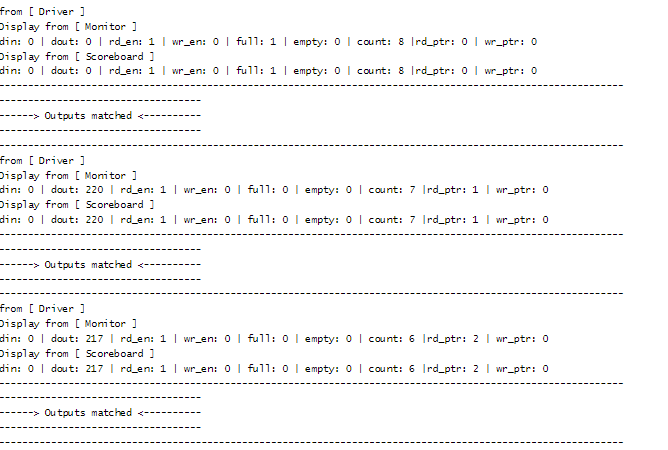 from [ Driver ]
Display from [ Monitor ]
din: 0 | dout: 0 | rd_en: 1 | wr_en: 0 | full: 1 | empty: 0 | count: 8 |rd_ptr: 0 | wr_ptr: 0
Display from [ Scoreboard ]
din: 0 | dout: 0 | rd_en: 1 | wr_en: 0 | full: 1 | empty: 0 | count: 8 |rd_ptr: 0 | wr_ptr: 0
---------------------------------------------------------------------------------------------------------
-----------------------------------
------> Outputs matched <----------
-----------------------------------
---------------------------------------------------------------------------------------------------------
from [ Driver ]
Display from [ Monitor ]
din: 0 | dout: 220 | rd_en: 1 | wr_en: 0 | full: 0 | empty: 0 | count: 7 |rd_ptr: 1 | wr_ptr: 0
Display from [ Scoreboard ]
din: 0 | dout: 220 | rd_en: 1 | wr_en: 0 | full: 0 | empty: 0 | count: 7 |rd_ptr: 1 | wr_ptr: 0
---------------------------------------------------------------------------------------------------------
-----------------------------------
------> Outputs matched <----------
-----------------------------------
---------------------------------------------------------------------------------------------------------
from [ Driver ]
Display from [ Monitor ]
din: 0 | dout: 217 | rd_en: 1 | wr_en: 0 | full: 0 | empty: 0 | count: 6 |rd_ptr: 2 | wr_ptr: 0
Display from [ Scoreboard ]
din: 0 | dout: 217 | rd_en: 1 | wr_en: 0 | full: 0 | empty: 0 | count: 6 |rd_ptr: 2 | wr_ptr: 0
---------------------------------------------------------------------------------------------------------
-----------------------------------
------> Outputs matched <----------
-----------------------------------
---------------------------------------------------------------------------------------------------------